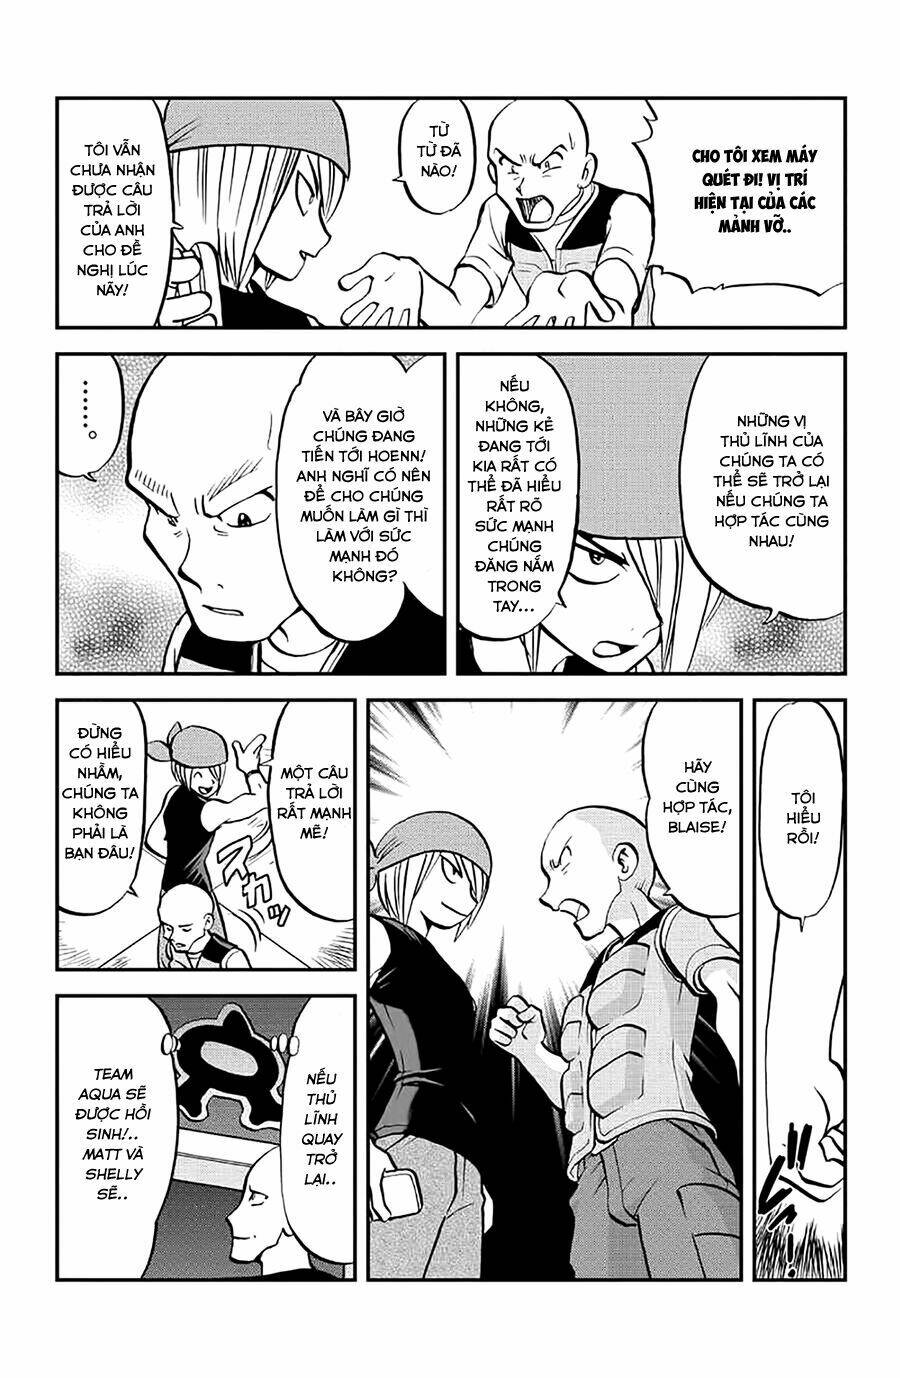 CHO TÔI XEM MÁY
QUÉT ĐI! VỊ TRÍ
HIỆN TẠI CỦA CÁC
MẢNH VỠ..
TỪ
TỪ ĐÃ
NÀO!
TÔI VẪN
CHƯA NHẬN
ĐƯỢC CÂU
TRẢ LỜI
CỦA ANH
CHO ĐỀ
NGHỊ LÚC
NÃY!
NHỮNG VỊ
THỦ LĨNH CỦA
CHÚNG TA CÓ
THỂ SẼ TRỞ LẠI
NẾU CHÚNG TA
HỢP TÁC CÙNG
NHAU!
NẾU
KHÔNG,
NHỮNG KẺ
ĐANG TỚI
KIA RẤT CÓ
THỂ ĐÃ HIỂU
RẤT RÕ
SỨC MẠNH
CHÚNG
ĐĂNG NẮM
TRONG
TAY...
VÀ BÂY GIỜ
CHÚNG ĐANG
TIẾN TỚI HOENN!
ANH NGHĨ CÓ NÊN
ĐỂ CHO CHÚNG
MUỐN LÀM GÌ THÌ
LÀM VỚI SỨC
MẠNH ĐÓ
KHÔNG?
......。
TÔI
HIỂU
RỒI!
HÃY
CÙNG
HỢP TÁC,
BLAISE!
MỘT CÂU
TRẢ LỜI
RẤT MẠNH
MẼ!
ĐỪNG
CÓ HIỂU
NHẦM,
CHÚNG TA
KHÔNG
PHẢI LÀ
BẠN ĐÂU!
スカッ
NẾU
THỦ
LĨNH
QUAY
TRỞ
LẠI,
TEAM
AQUA SẼ
ĐƯỢC HỒI
SINH!..
MATT VÀ
SHELLY
SẼ..